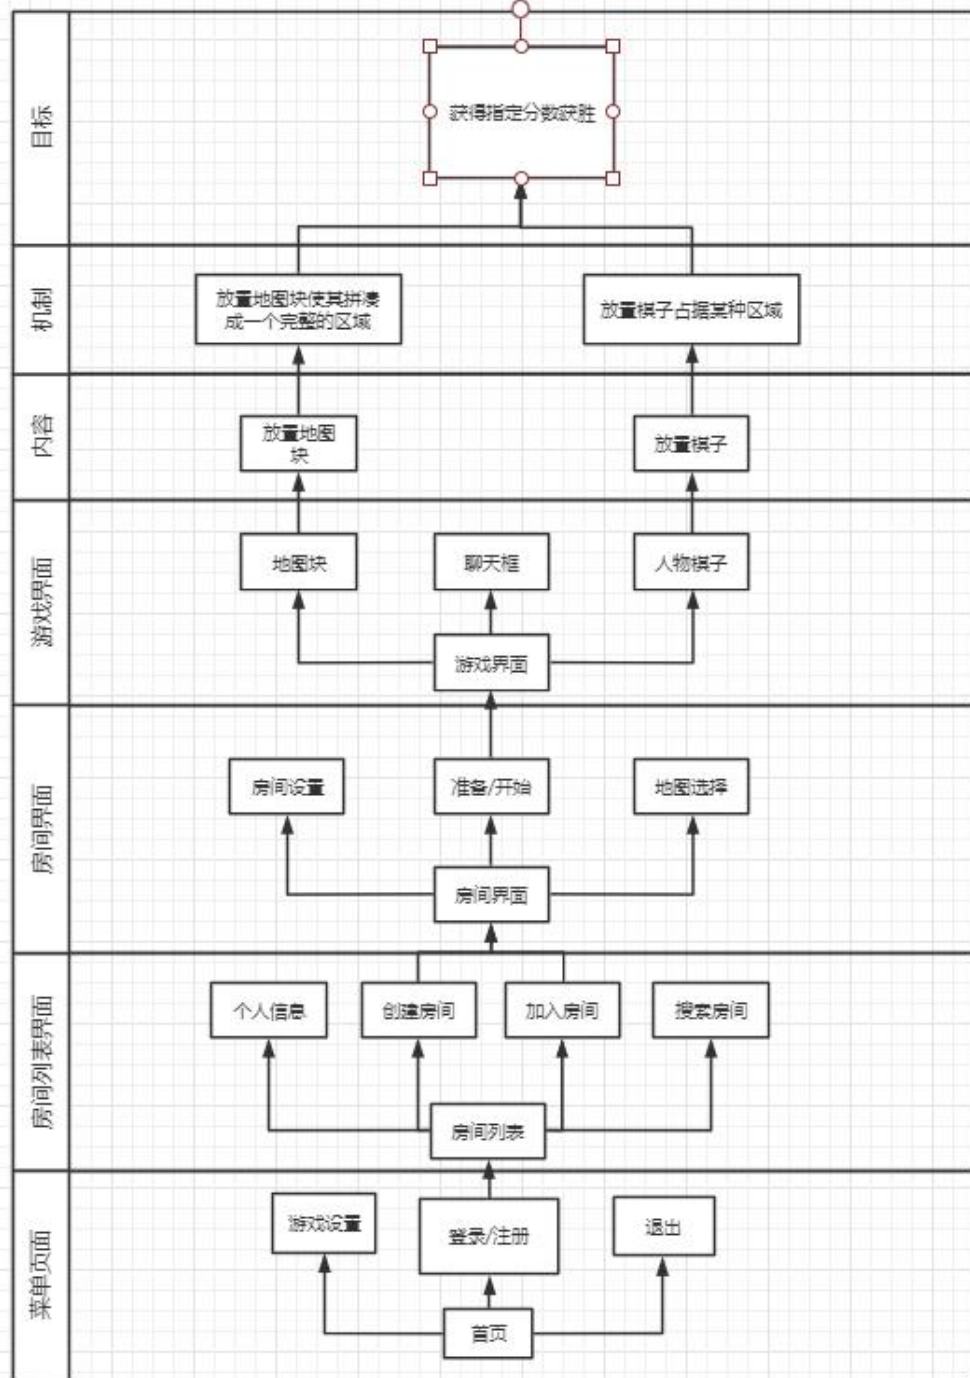 目标
获得指定分数获胜
机制
放置地图块使其拼凑
成一个完整的区域
放置棋子占据某种区域
内容
放置地图
块
放置棋子
游戏界面
地图块
聊天框
人物棋子
游戏界面
房间界面
房间设置
准备/开始
地图选择
房间界面
房间列表界面
个人信息
创建房间
加入房间
搜索房间
房间列表
菜单页面
游戏设置
登录/注册
退出
首页